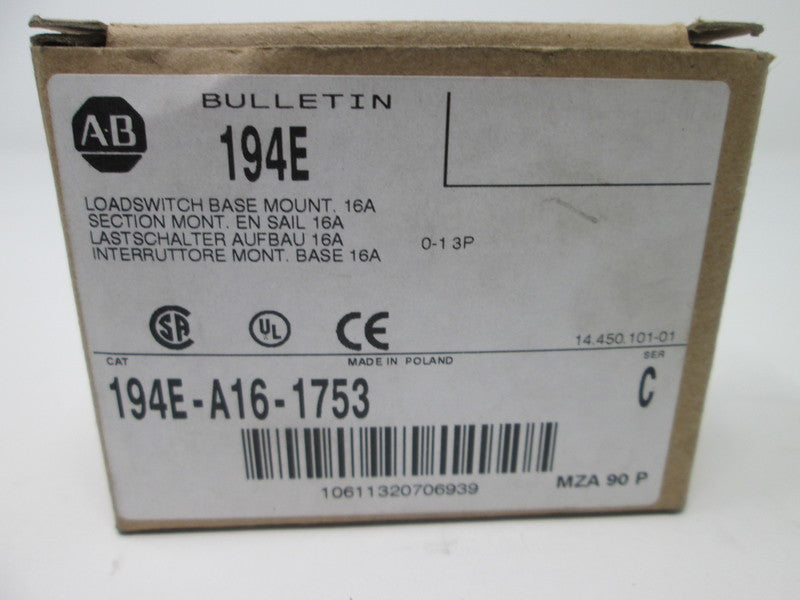 A-B
BULLETIN
194E
LOADSWITCH BASE MOUNT. 16A
SECTION MONT. EN SAIL 16A
LASTSCHALTER AUFBAU 16A
INTERRUTTORE MONT. BASE 16A
0-1 3P
SA
UL
CE
14.450.101-01
CAT
MADE IN POLAND
SER
194E-A16-1753
C
10611320706939
MZA 90 P